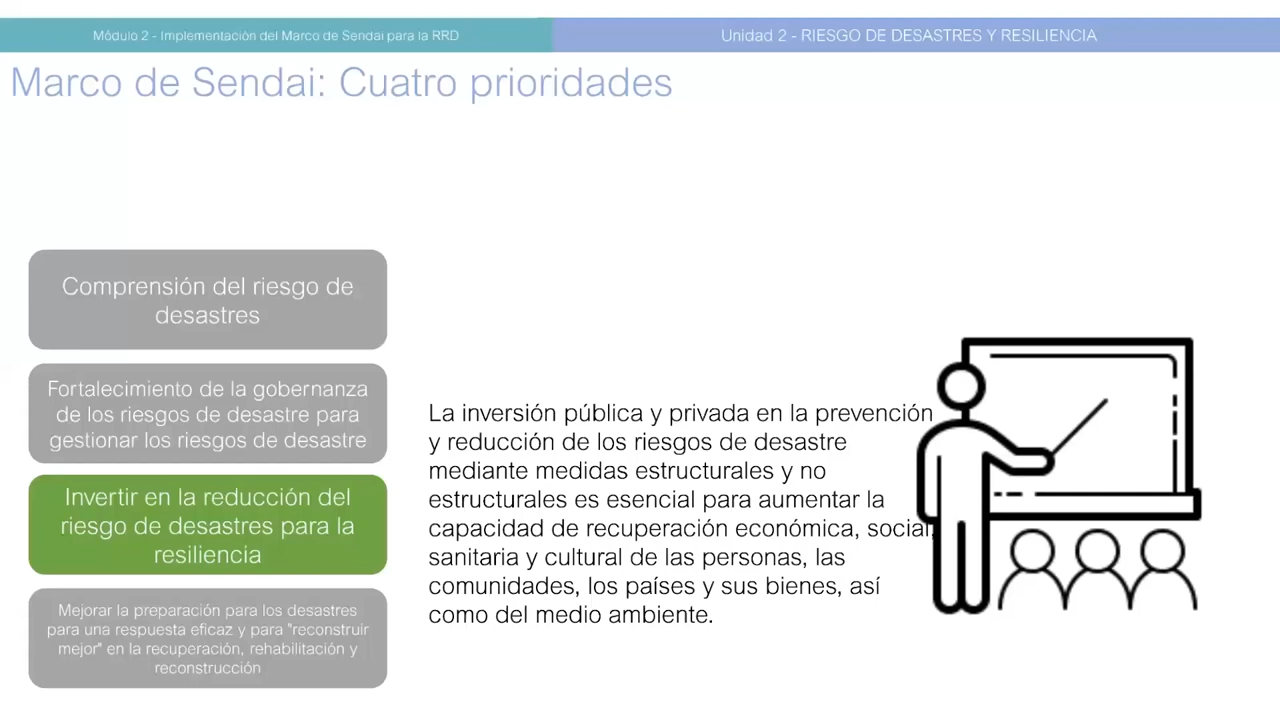 Módulo 2 - Implementación del Marco de Sendai para la RRD
Unidad 2 - RIESGO DE DESASTRES Y RESILIENCIA
Marco de Sendai: Cuatro prioridades
Comprensión del riesgo de
desastres
Fortalecimiento de la gobernanza
de los riesgos de desastre para
gestionar los riesgos de desastre
Invertir en la reducción del
riesgo de desastres para la
resiliencia
Mejorar la preparación para los desastres
para una respuesta eficaz y para "reconstruir
mejor" en la recuperación, rehabilitación y
reconstrucción
La inversión pública y privada en la prevención
y reducción de los riesgos de desastre
mediante medidas estructurales y no
estructurales es esencial para aumentar la
capacidad de recuperación económica, social,
sanitaria y cultural de las personas, las
comunidades, los países y sus bienes, así
como del medio ambiente.